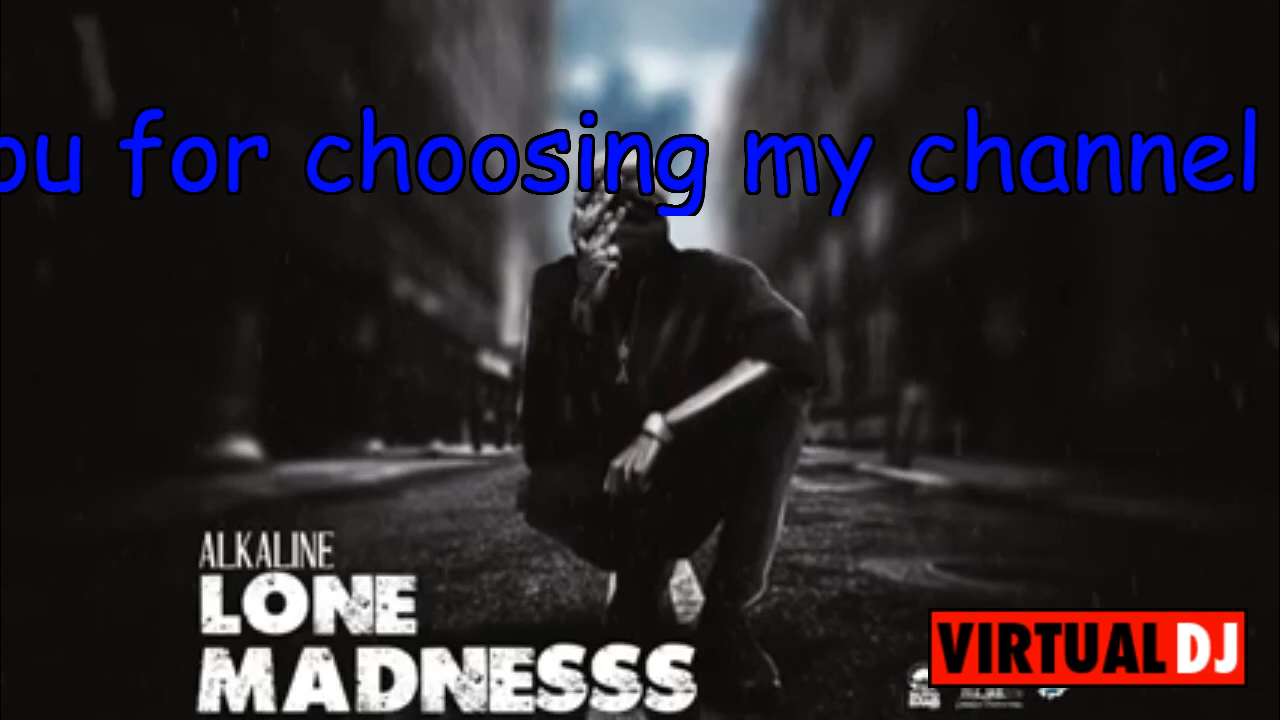 ou for choosing my channel
ALKALINE
LONE
MADNESSS
VIRTUAL DJ